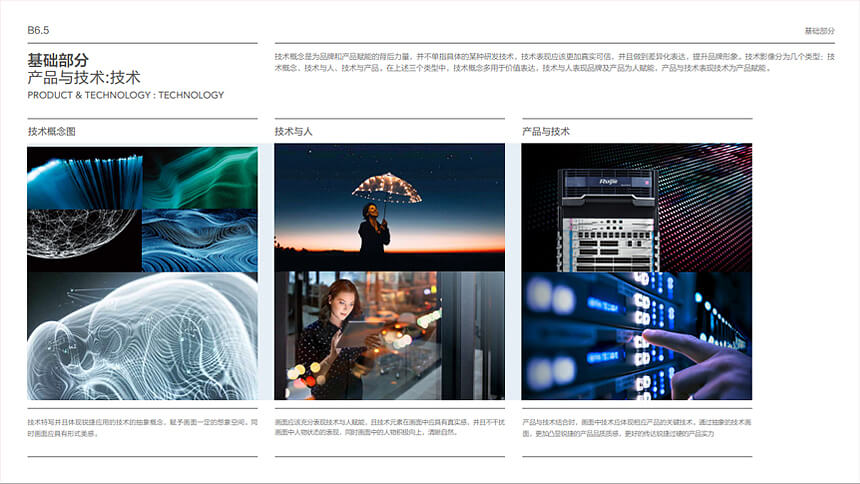 B6.5
基础部分
基础部分
产品与技术:技术
PRODUCT & TECHNOLOGY : TECHNOLOGY
技术概念是为品牌和产品赋能的背后力量，并不单指具体的某种研发技术，技术表现应该更加真实可信，并且做到差异化表达，提升品牌形象。技术影像分为几个类型：技
术概念、技术与人、技术与产品。在上述三个类型中，技术概念多用于价值表达，技术与人表现品牌及产品为人赋能，产品与技术表现技术为产品赋能。
技术概念图
技术与人
产品与技术
Ruijie
技术特写并且体现锐捷应用的技术的抽象概念，赋予画面一定的想象空间。同
时画面应具有形式美感。
画面应该充分表现技术与人赋能，且技术元素在画面中应具有真实感，并且不干扰
画面中人物状态的表现，同时画面中的人物积极向上，清晰自然。
产品与技术结合时，画面中技术应体现相应产品的关键技术。通过抽象的技术画
面，更加凸显锐捷的产品品质质感，更好的传达锐捷过硬的产品实力